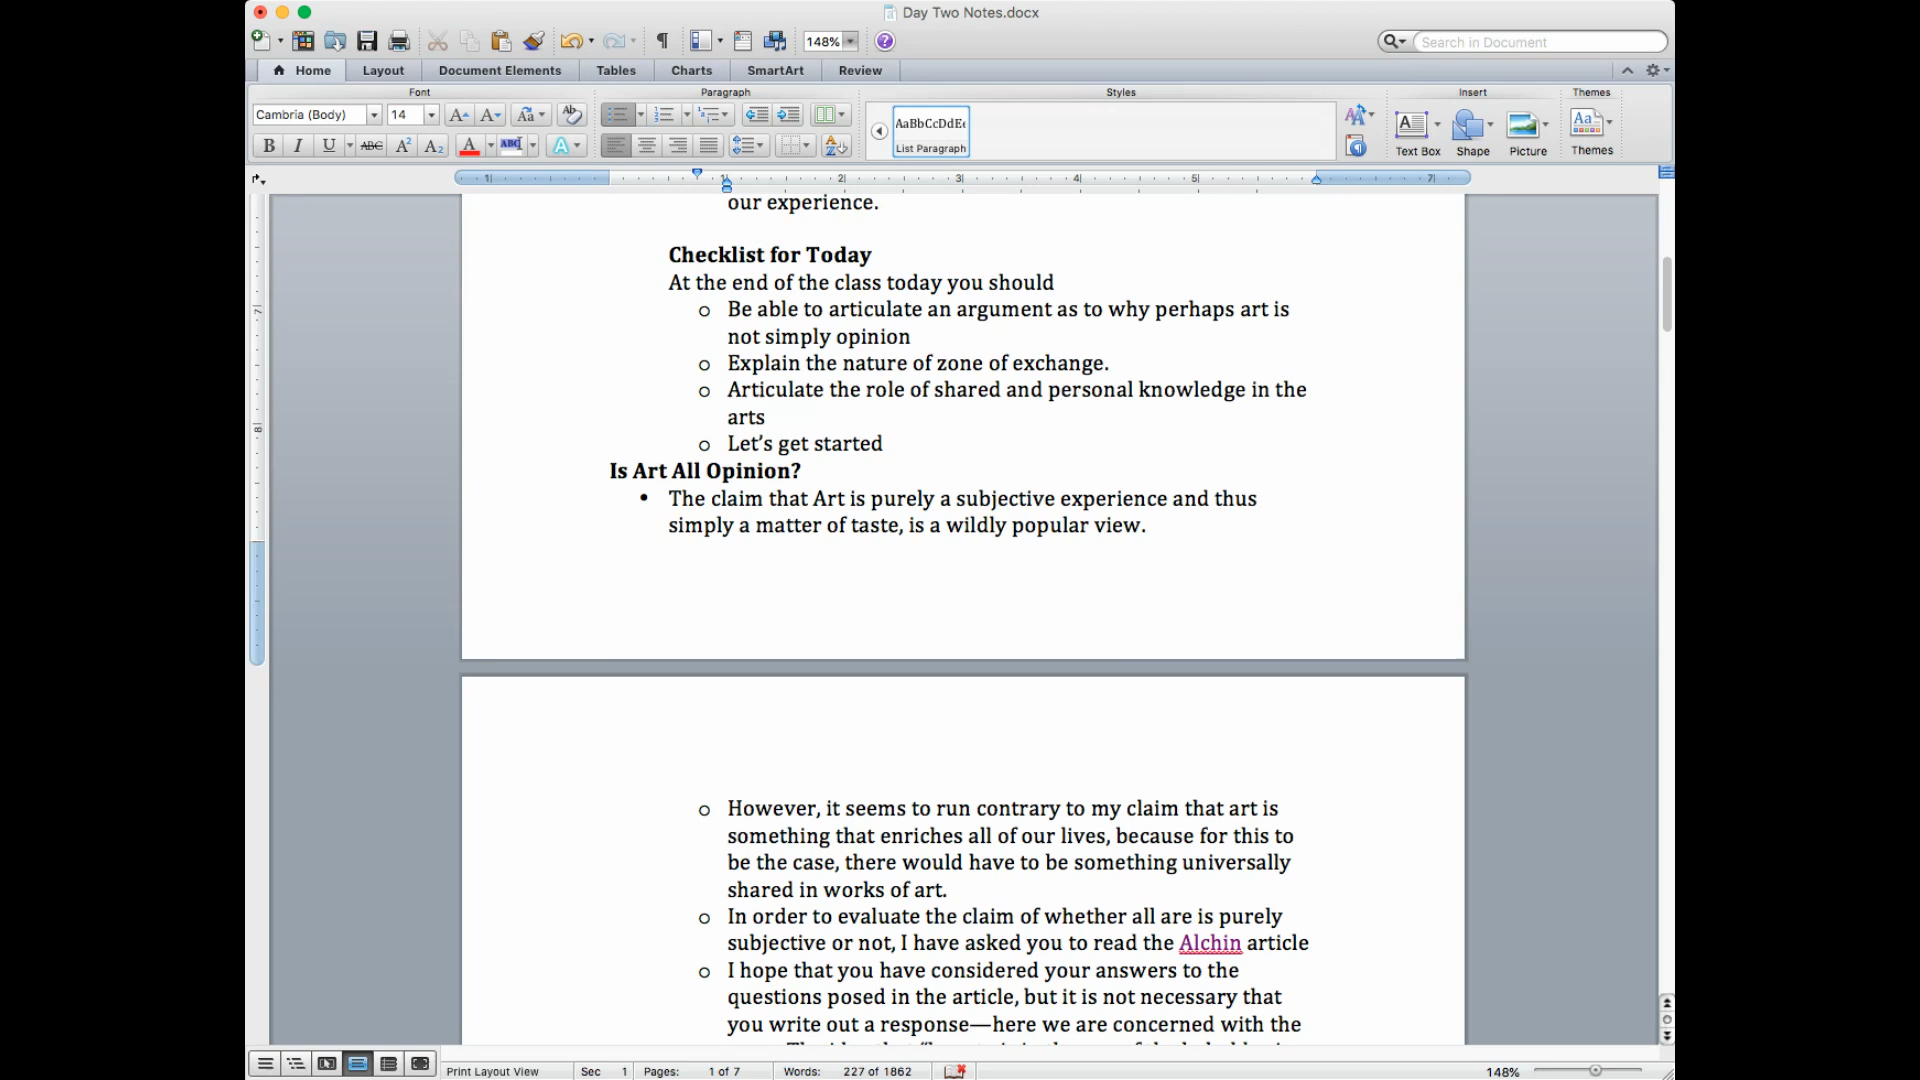 Day Two Notes.docx
148%
Search in Document
Home Layout Document Elements Tables Charts SmartArt Review
Font Paragraph Styles Insert Themes
Cambria (Body) 14
AaBbCcDdEe
List Paragraph
Text Box Shape Picture Themes
our experience.
Checklist for Today
At the end of the class today you should
o Be able to articulate an argument as to why perhaps art is
not simply opinion
o Explain the nature of zone of exchange.
o Articulate the role of shared and personal knowledge in the
arts
o Let's get started
Is Art All Opinion?
• The claim that Art is purely a subjective experience and thus
simply a matter of taste, is a wildly popular view.
o However, it seems to run contrary to my claim that art is
something that enriches all of our lives, because for this to
be the case, there would have to be something universally
shared in works of art.
o In order to evaluate the claim of whether all are is purely
subjective or not, I have asked you to read the Alchin article
o I hope that you have considered your answers to the
questions posed in the article, but it is not necessary that
you write out a response—here we are concerned with the
Print Layout View Sec 1 Pages: 1 of 7 Words: 227 of 1862 148%